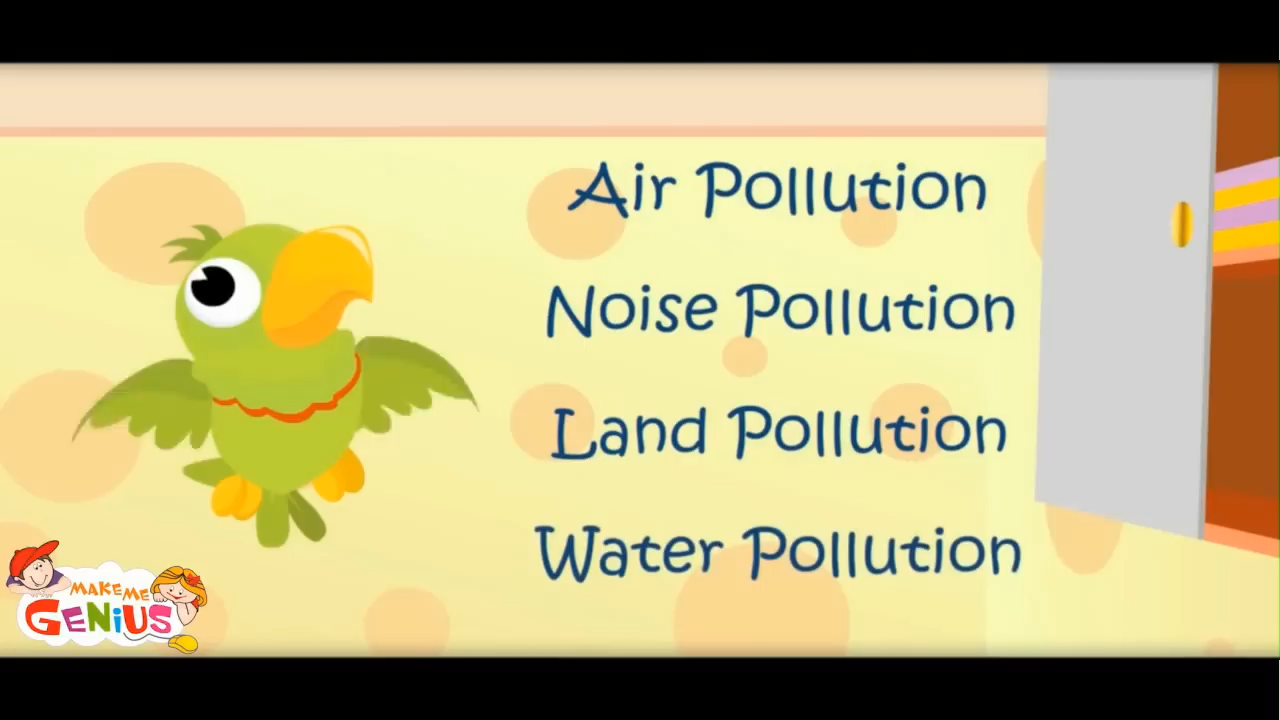 Air Pollution
Noise Pollution
Land Pollution
Water Pollution
MAKE ME
GENiUS